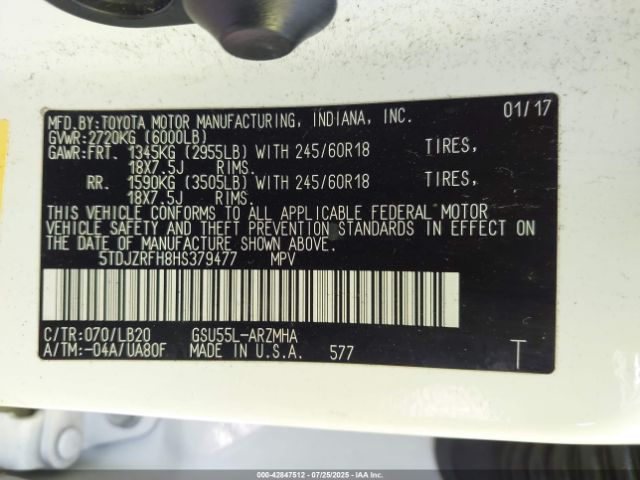 MFD.BY:TOYOTA MOTOR MANUFACTURING, INDIANA, INC. 01/17
GVWR:2720KG (6000LB)
GAWR:FRT. 1345KG (2955LB) WITH 245/60R18 TIRES,
18X7.5J RIMS.
RR. 1590KG (3505LB) WITH 245/60R18 TIRES,
18X7.5J RIMS.
THIS VEHICLE CONFORMS TO ALL APPLICABLE FEDERAL MOTOR
VEHICLE SAFETY AND THEFT PREVENTION STANDARDS IN EFFECT ON
THE DATE OF MANUFACTURE SHOWN ABOVE.
5TDJZRFH8HS379477 MPV
C/TR:070/LB20 GSU55L-ARZMHA
A/TM:-04A/UA80F MADE IN U.S.A. 577 T
000-42847512 - 07/25/2025 - Copyright © IAA